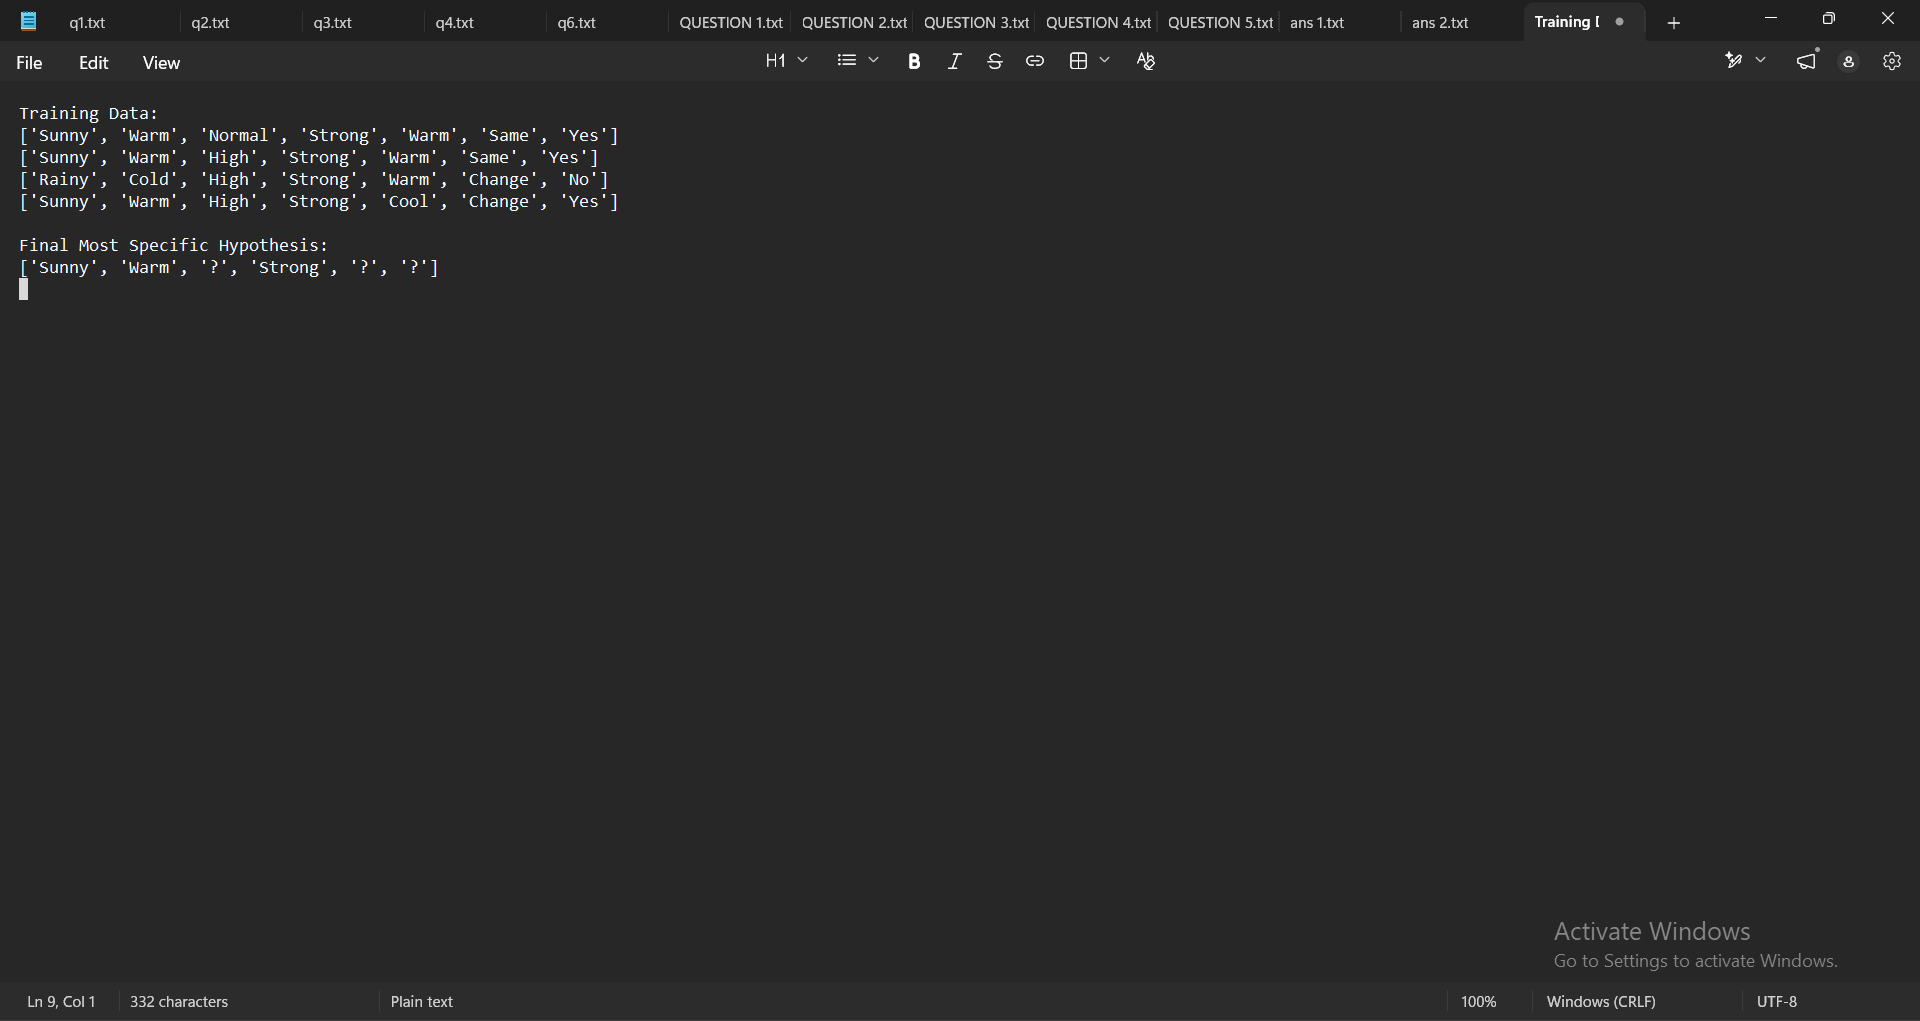 q1.txt q2.txt q3.txt q4.txt q6.txt QUESTION 1.txt QUESTION 2.txt QUESTION 3.txt QUESTION 4.txt QUESTION 5.txt ans 1.txt ans 2.txt Training
File Edit View H1
Training Data:
['Sunny', 'Warm', 'Normal', 'Strong', 'Warm', 'Same', 'Yes']
['Sunny', 'Warm', 'High', 'Strong', 'Warm', 'Same', 'Yes']
['Rainy', 'Cold', 'High', 'Strong', 'Warm', 'Change', 'No']
['Sunny', 'Warm', 'High', 'Strong', 'Cool', 'Change', 'Yes']
Final Most Specific Hypothesis:
['Sunny', 'Warm', '?', 'Strong', '?', '?']
Activate Windows
Go to Settings to activate Windows.
Ln 9, Col 1 332 characters Plain text 100% Windows (CRLF) UTF-8